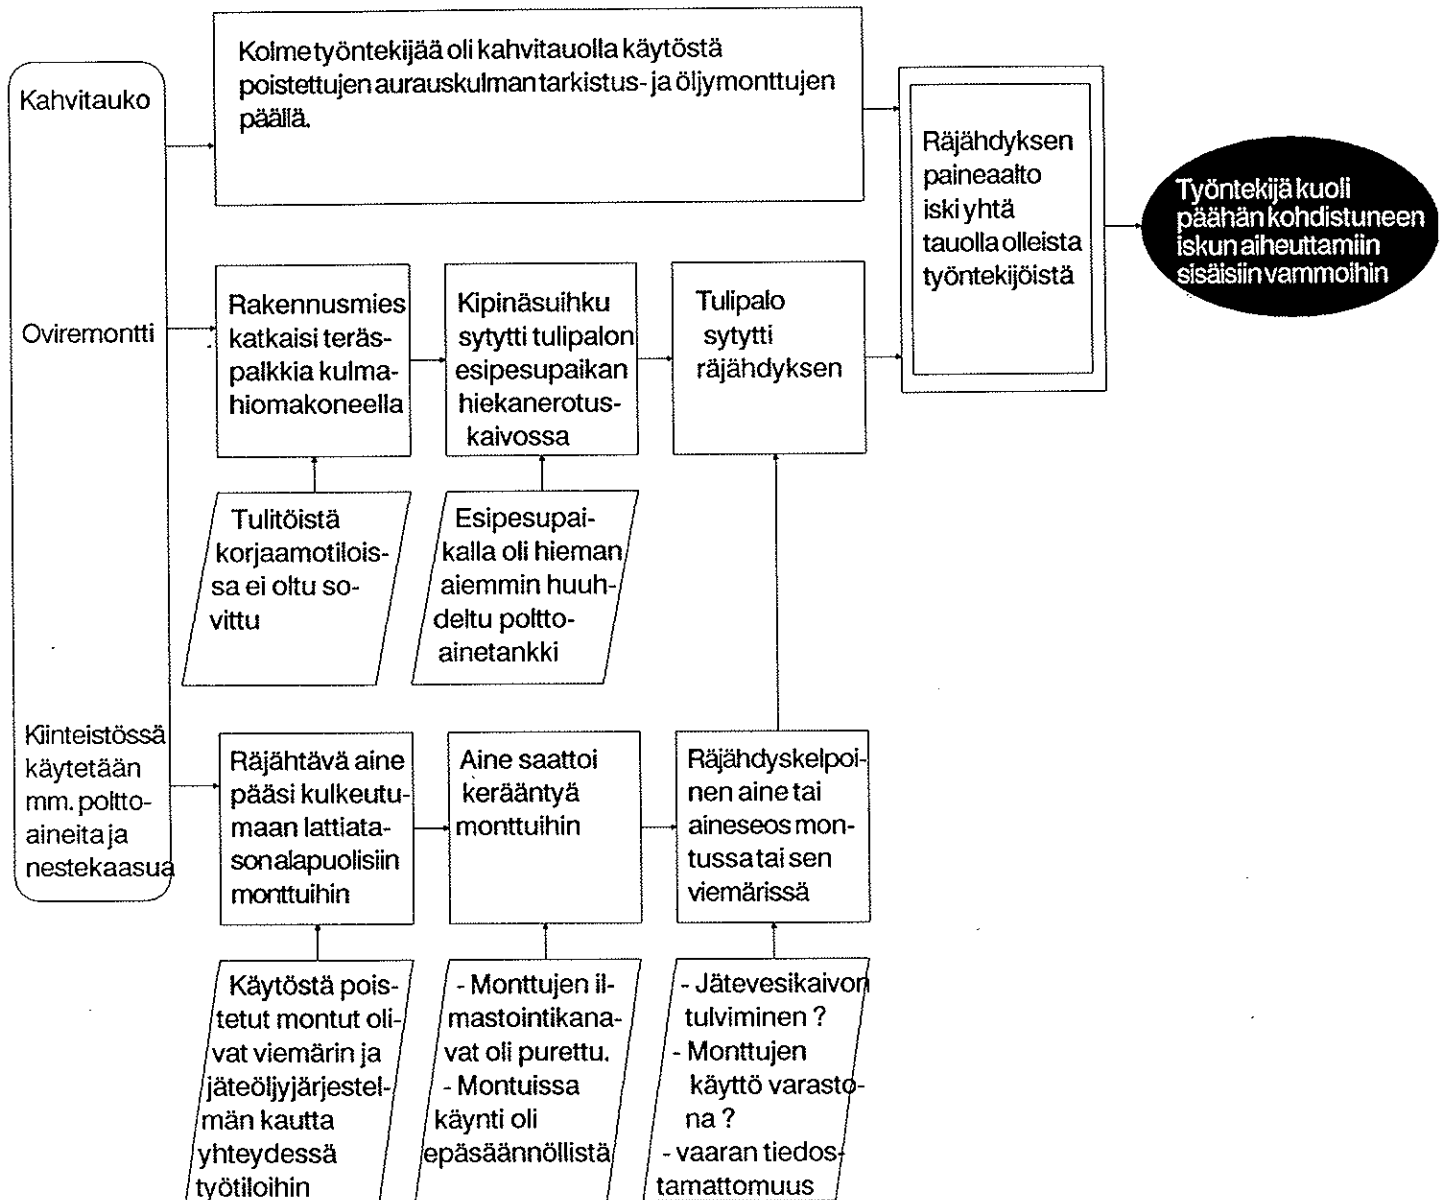 Kahvitauko
Kolme työntekijää oli kahvitauolla käytöstä
poistettujen aurauskulman tarkistus- ja öljymonttujen
päällä.
Räjähdyksen
paineaalto
iski yhtä
tauolla olleista
työntekijöistä
Työntekijä kuoli
päähän kohdistuneen
iskun aiheuttamiin
sisäisiin vammoihin
Oviremontti
Rakennusmies
katkaisi teräs-
palkkia kulma-
hiomakoneella
Kipinäsuihku
sytytti tulipalon
esipesupaikan
hiekanerotus-
kaivossa
Tulipalo
sytytti
räjähdyksen
Tulitöistä
korjaamotilois-
sa ei oltu so-
vittu
Esipesupai-
kalla oli hieman
aiemmin huuh-
deltu poltto-
ainetankki
Kiinteistössä
käytetään
mm. poltto-
aineita ja
nestekaasua
Räjähtävä aine
pääsi kulkeutu-
maan lattiata-
son alapuolisiin
monttuihin
Aine saattoi
kerääntyä
monttuihin
Räjähdyskelpoi-
nen aine tai
aineseos mon-
tussa tai sen
viemärissä
Käytöstä pois-
tetut montut oli-
vat viemärin ja
jäteöljyjärjestel-
män kautta
yhteydessä
työtiloihin
- Monttujen il-
mastointikana-
vat oli purettu.
- Montuissa
käynti oli
epäsäännöllistä
- Jätevesikaivon
tulviminen ?
- Monttujen
käyttö varasto-
na ?
- vaaran tiedos-
tamattomuus